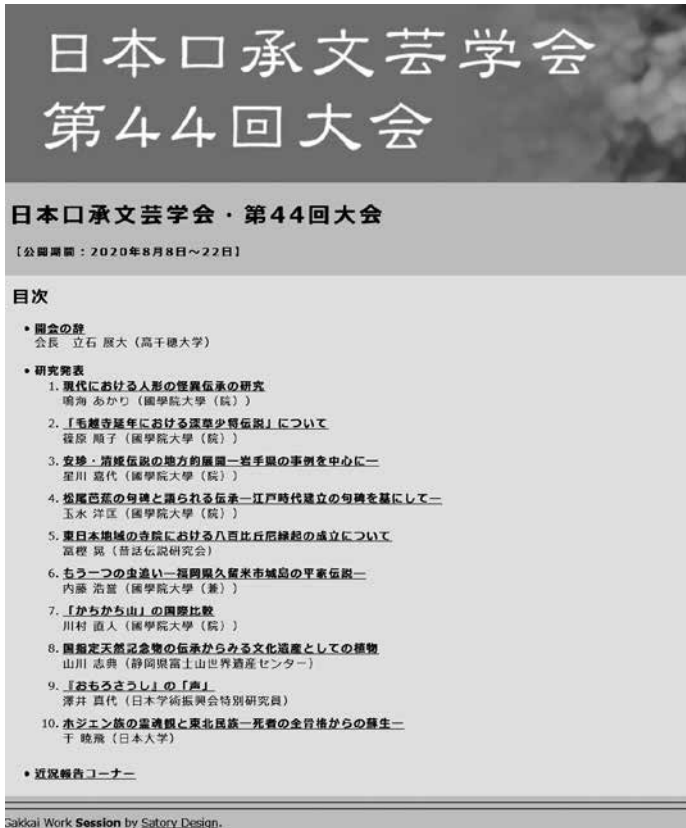 日本口承文芸学会
第44回大会
日本口承文芸学会・第44回大会
【公開期間：2020年8月8日～22日】
目次
• 開会の辞
会長　立石 展大（高千穂大学）
• 研究発表
1. 現代における人形の怪異伝承の研究
鳴海 あかり（國學院大學（院））
2. 「毛越寺延年における深草少将伝説」について
篠原 順子（國學院大學（院））
3. 安珍・清姫伝説の地方的展開―岩手県の事例を中心に―
星川 嘉代（國學院大學（院））
4. 松尾芭蕉の句碑と語られる伝承―江戸時代建立の句碑を基にして―
玉水 洋匡（國學院大學（院））
5. 東日本地域の寺院における八百比丘尼縁起の成立について
冨樫 晃（昔話伝説研究会）
6. もう一つの虫追い―福岡県久留米市城島の平家伝説―
内藤 浩誉（國學院大學（兼））
7. 「かちかち山」の国際比較
川村 直人（國學院大學（院））
8. 国指定天然記念物の伝承からみる文化遺産としての植物
山川 志典（静岡県富士山世界遺産センター）
9. 『おもろさうし』の「声」
澤井 真代（日本学術振興会特別研究員）
10. ホジェン族の霊魂観と東北民族―死者の全骨格からの蘇生―
于 暁飛（日本大学）
• 近況報告コーナー
Gakkai Work Session by Satory Design.